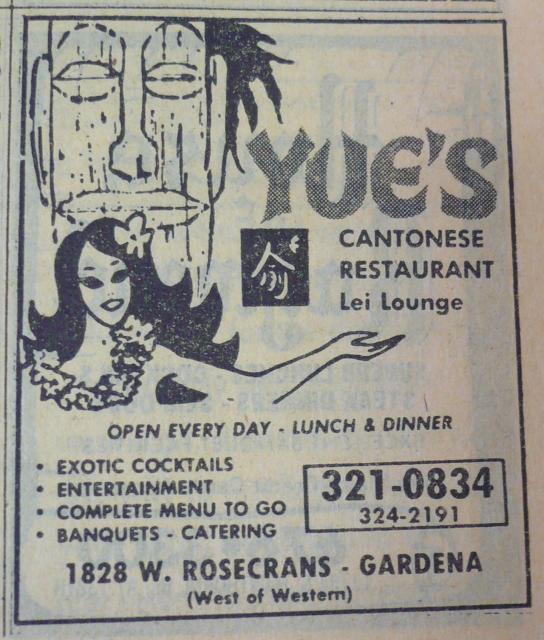 YUE'S
CANTONESE
RESTAURANT
Lei Lounge
OPEN EVERY DAY - LUNCH & DINNER
• EXOTIC COCKTAILS
• ENTERTAINMENT
• COMPLETE MENU TO GO
• BANQUETS - CATERING
321-0834
324-2191
1828 W. ROSECRANS - GARDENA
(West of Western)